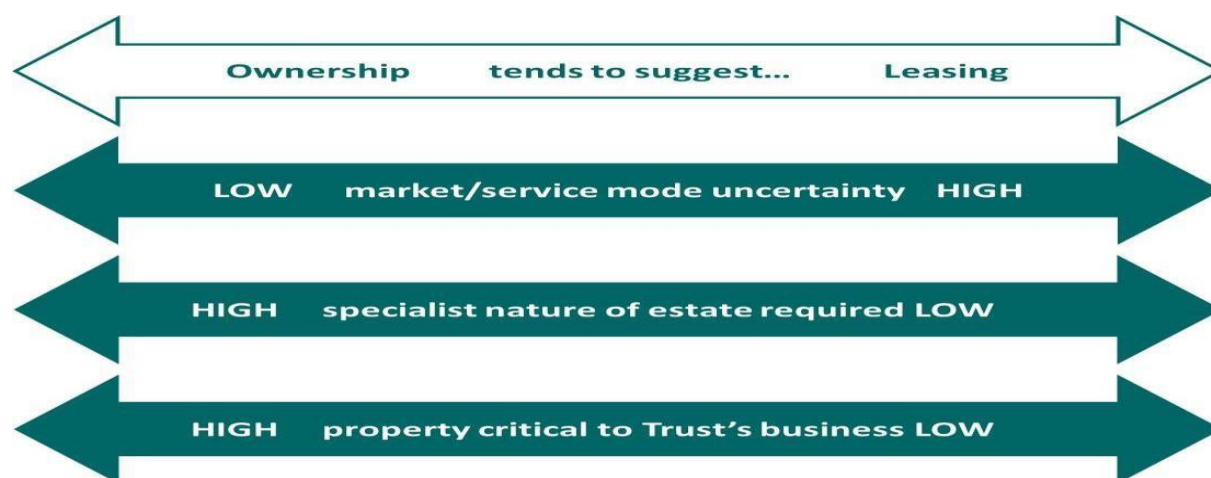 Ownership tends to suggest... Leasing
LOW market/service mode uncertainty HIGH
HIGH specialist nature of estate required LOW
HIGH property critical to Trust’s business LOW